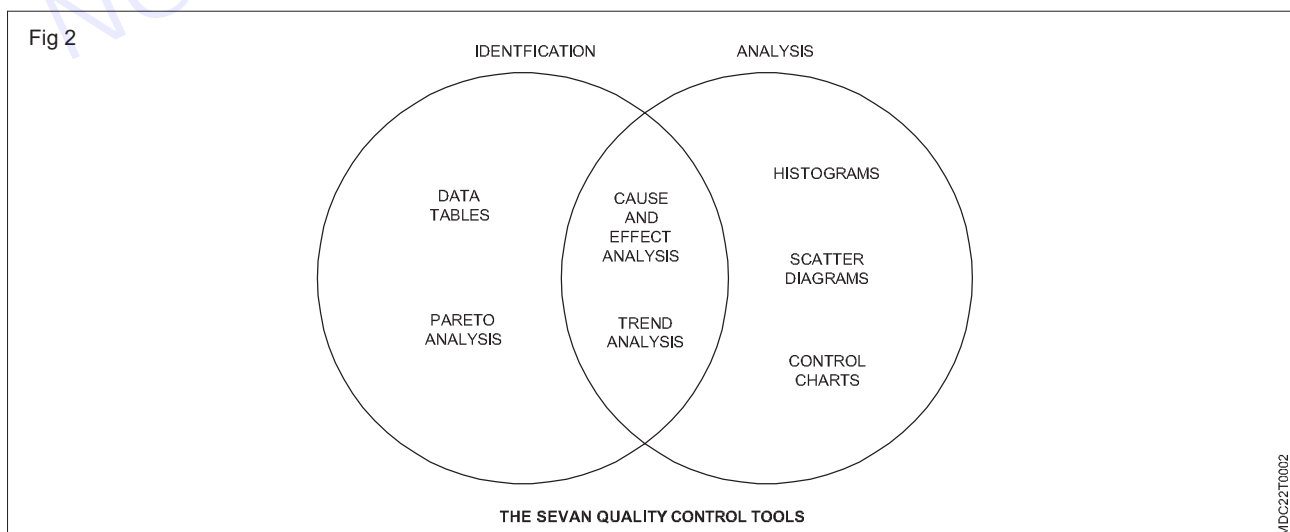 Fig 2
IDENTFICATION
ANALYSIS
DATA
TABLES
PARETO
ANALYSIS
CAUSE
AND
EFFECT
ANALYSIS
TREND
ANALYSIS
HISTOGRAMS
SCATTER
DIAGRAMS
CONTROL
CHARTS
THE SEVAN QUALITY CONTROL TOOLS